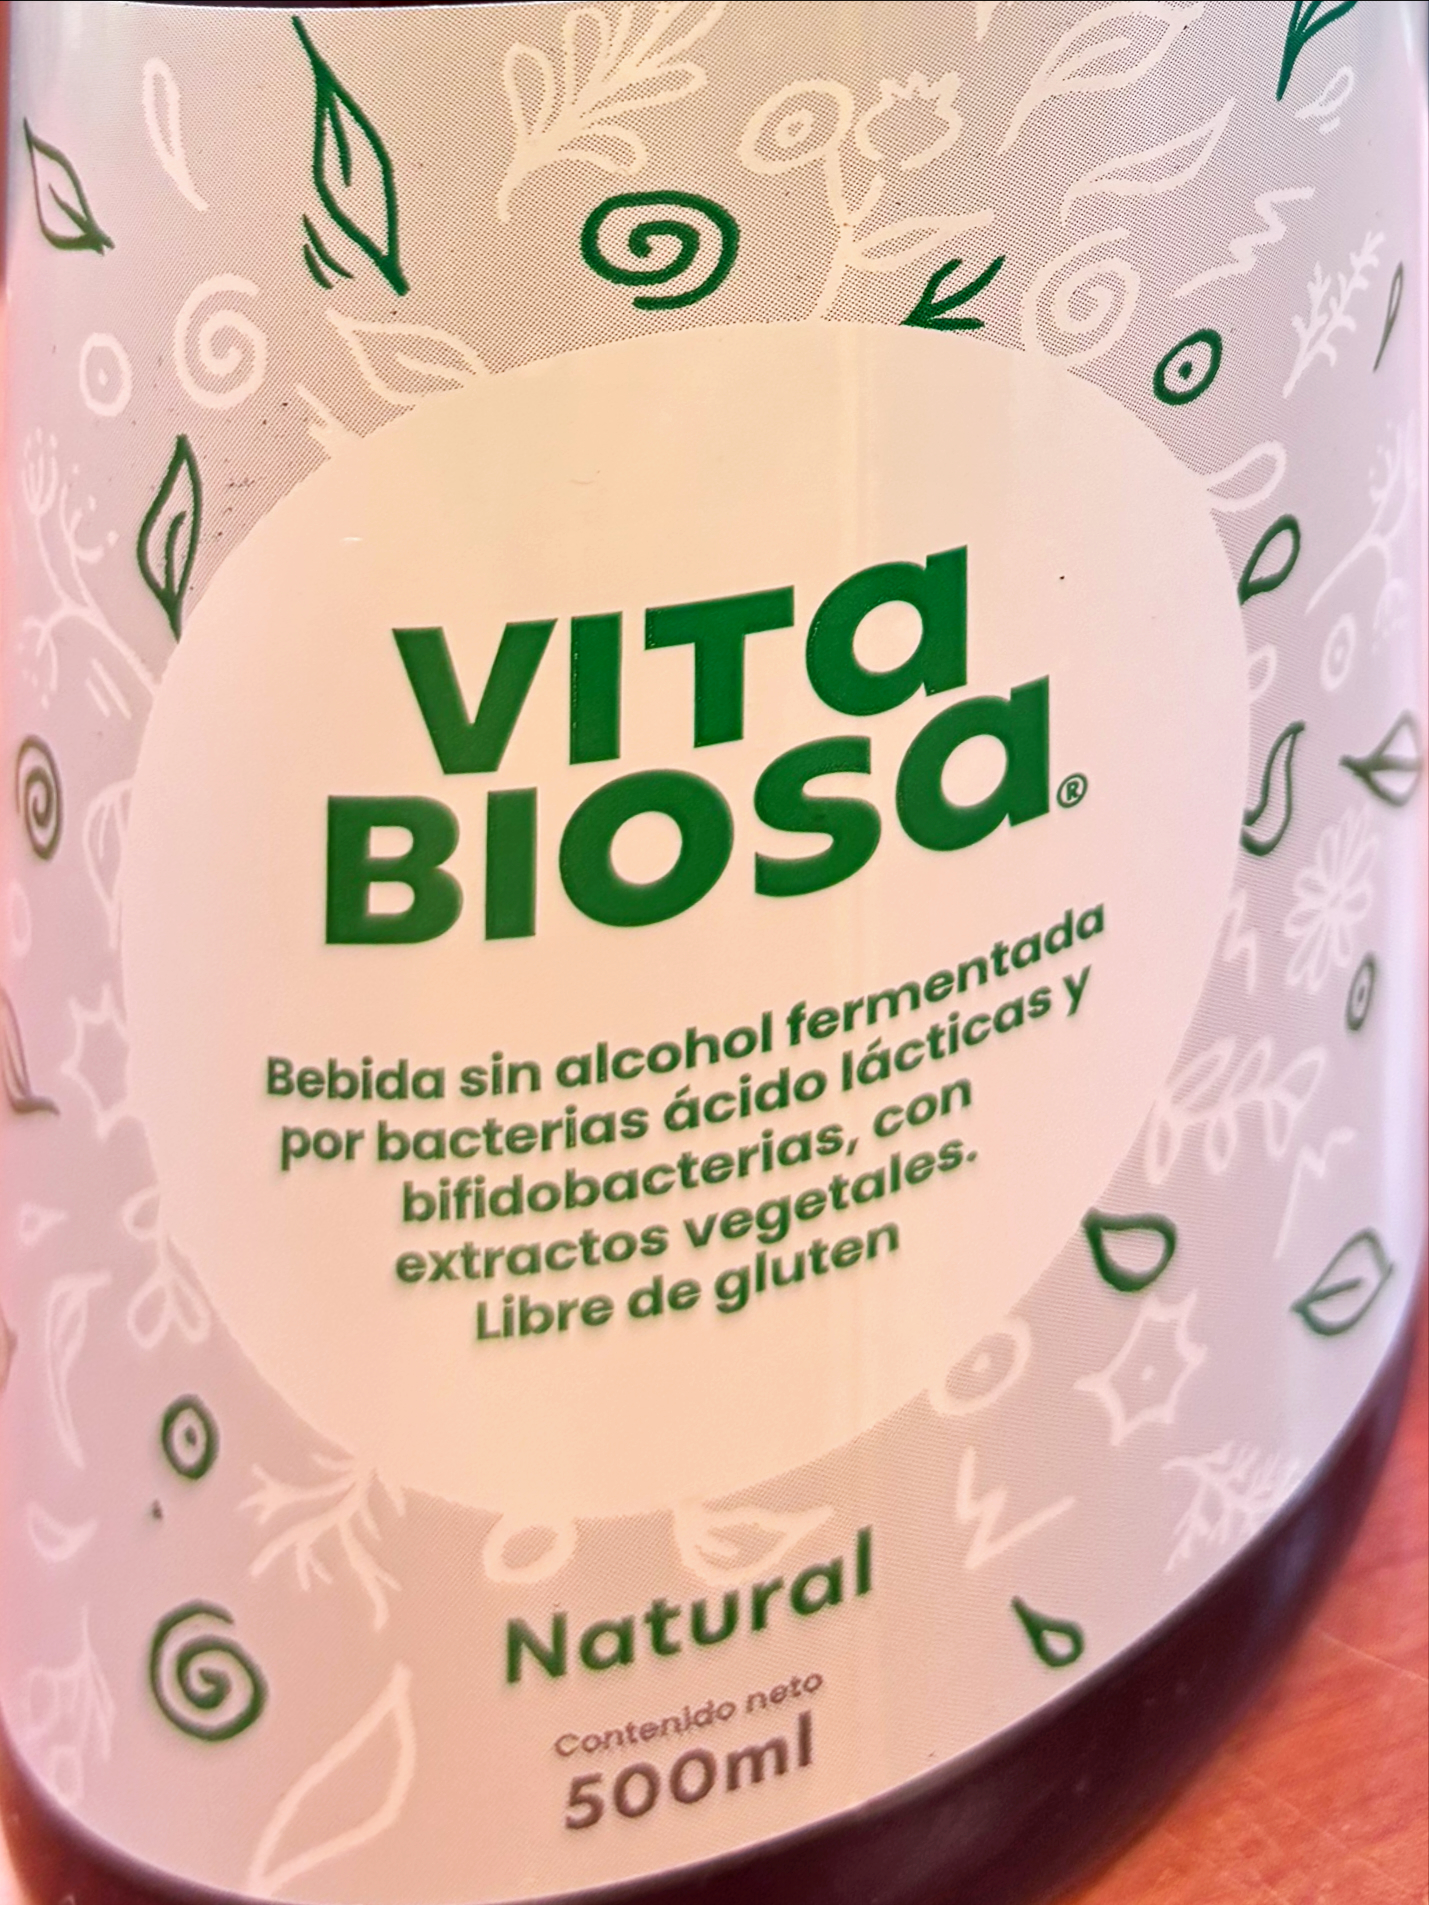 VITa
BIOSa®
Bebida sin alcohol fermentada
por bacterias ácido lácticas y
bifidobacterias, con
extractos vegetales.
Libre de gluten
Natural
Contenido neto
500ml